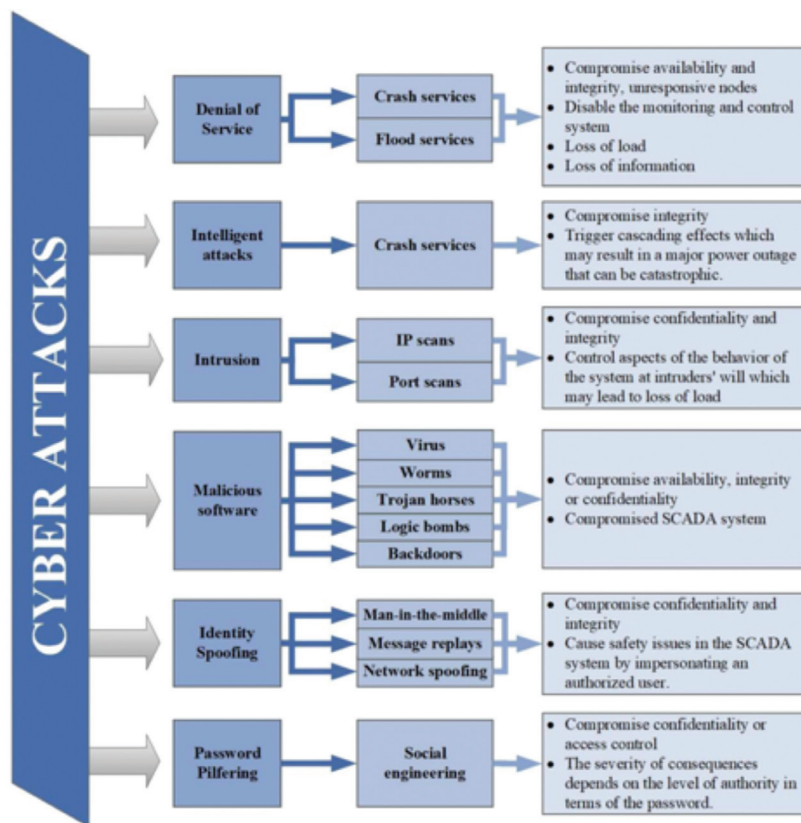 CYBER ATTACKS
Denial of
Service
Crash services
Flood services
• Compromise availability and
integrity, unresponsive nodes
• Disable the monitoring and control
system
• Loss of load
• Loss of information
Intelligent
attacks
Crash services
• Compromise integrity
• Trigger cascading effects which
may result in a major power outage
that can be catastrophic.
Intrusion
IP scans
Port scans
• Compromise confidentiality and
integrity
• Control aspects of the behavior of
the system at intruders' will which
may lead to loss of load
Malicious
software
Virus
Worms
Trojan horses
Logic bombs
Backdoors
• Compromise availability, integrity
or confidentiality
• Compromised SCADA system
Identity
Spoofing
Man-in-the-middle
Message replays
Network spoofing
• Compromise confidentiality and
integrity
• Cause safety issues in the SCADA
system by impersonating an
authorized user.
Password
Pilfering
Social
engineering
• Compromise confidentiality or
access control
• The severity of consequences
depends on the level of authority in
terms of the password.